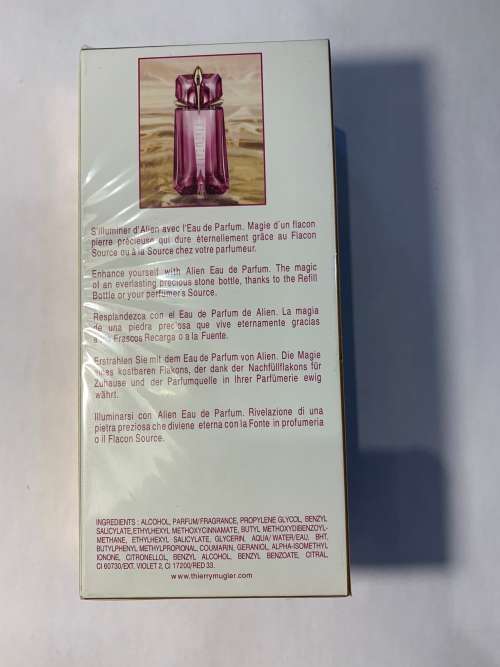 S'illuminer d'Alien avec l'Eau de Parfum. Magie d'un flacon
pierre précieuse qui dure éternellement grâce au Flacon
Source ou à la Source chez votre parfumeur.
Enhance yourself with Alien Eau de Parfum. The magic
of an everlasting precious stone bottle, thanks to the Refill
Bottle or your perfumers Source.
Resplandezca con el Eau de Parfum de Alien. La magia
de una piedra preciosa que vive eternamente gracias
a los Frascos Recarga o a la Fuente.
Erstrahlen Sie mit dem Eau de Parfum von Alien. Die Magie
eines kostbaren Flakons, der dank der Nachfüllflakons für
Zuhause und der Parfumquelle in Ihrer Parfümerie ewig
währt.
Illuminarsi con Alien Eau de Parfum. Rivelazione di una
pietra preziosa che diviene eterna con la Fonte in profumeria
o il Flacon Source.
INGREDIENTS : ALCOHOL, PARFUM/FRAGRANCE, PROPYLENE GLYCOL, BENZYL
SALICYLATE, ETHYLHEXYL METHOXYCINNAMATE, BUTYL METHOXYDIBENZOYL-
METHANE, ETHYLHEXYL SALICYLATE, GLYCERIN, AQUA/WATER/EAU, BHT,
BUTYLPHENYL METHYLPROPIONAL, COUMARIN, GERANIOL, ALPHA-ISOMETHYL
IONONE, CITRONELLOL, BENZYL ALCOHOL, BENZYL BENZOATE, CITRAL,
CI 60730/EXT. VIOLET 2, CI 17200/RED 33.
www.thierrymugler.com